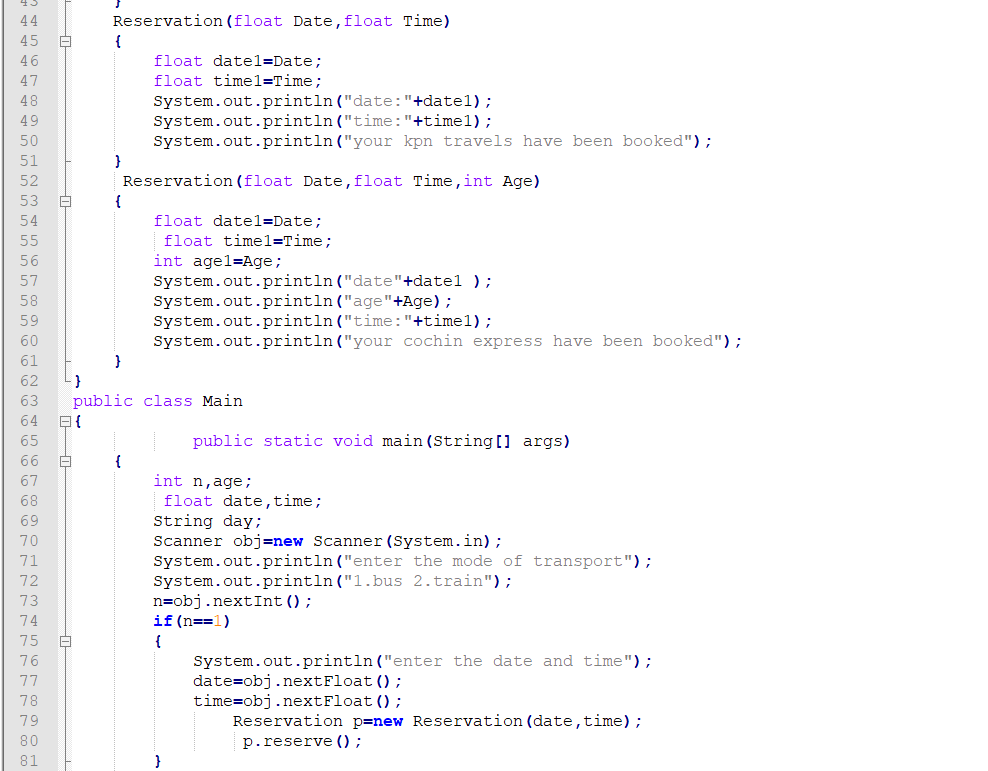 43 }
44 Reservation(float Date,float Time)
45 {
46 float date1=Date;
47 float time1=Time;
48 System.out.println("date:"+date1);
49 System.out.println("time:"+time1);
50 System.out.println("your kpn travels have been booked");
51 }
52 Reservation(float Date,float Time,int Age)
53 {
54 float date1=Date;
55 float time1=Time;
56 int age1=Age;
57 System.out.println("date"+date1 );
58 System.out.println("age"+Age);
59 System.out.println("time:"+time1);
60 System.out.println("your cochin express have been booked");
61 }
62 }
63 public class Main
64 {
65 public static void main(String[] args)
66 {
67 int n,age;
68 float date,time;
69 String day;
70 Scanner obj=new Scanner(System.in);
71 System.out.println("enter the mode of transport");
72 System.out.println("1.bus 2.train");
73 n=obj.nextInt();
74 if(n==1)
75 {
76 System.out.println("enter the date and time");
77 date=obj.nextFloat();
78 time=obj.nextFloat();
79 Reservation p=new Reservation(date,time);
80 p.reserve();
81 }